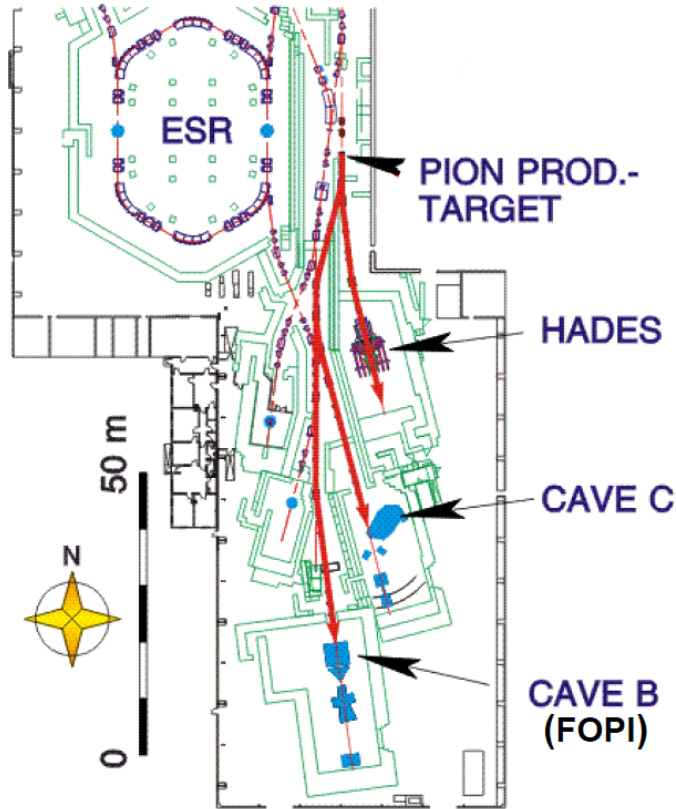 ESR
PION PROD.-
TARGET
HADES
50 m
CAVE C
N
0
CAVE B
(FOPI)